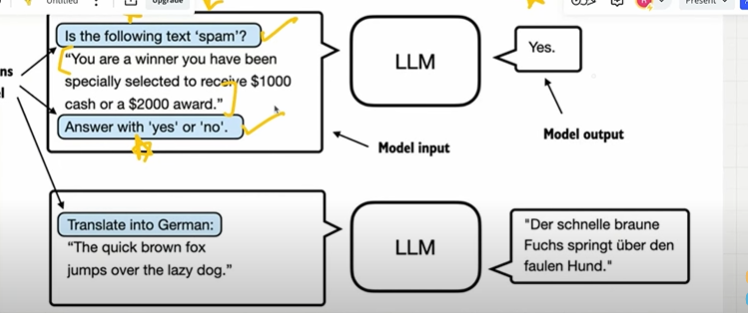 Untitled
Upgrade
Present
Is the following text 'spam'?
“You are a winner you have been
specially selected to receive $1000
cash or a $2000 award.”
Answer with 'yes' or 'no'.
LLM
Yes.
Model input
Model output
Translate into German:
“The quick brown fox
jumps over the lazy dog.”
LLM
"Der schnelle braune
Fuchs springt über den
faulen Hund."